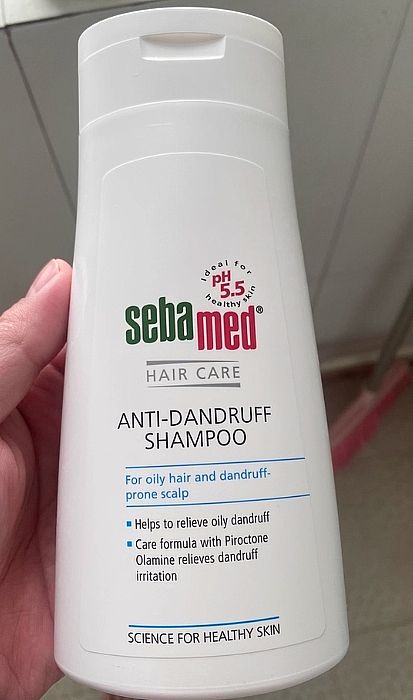 ideal for
pH
5.5
healthy skin
sebamed®
HAIR CARE
ANTI-DANDRUFF
SHAMPOO
For oily hair and dandruff-
prone scalp
▪ Helps to relieve oily dandruff
▪ Care formula with Piroctone
Olamine relieves dandruff
irritation
SCIENCE FOR HEALTHY SKIN